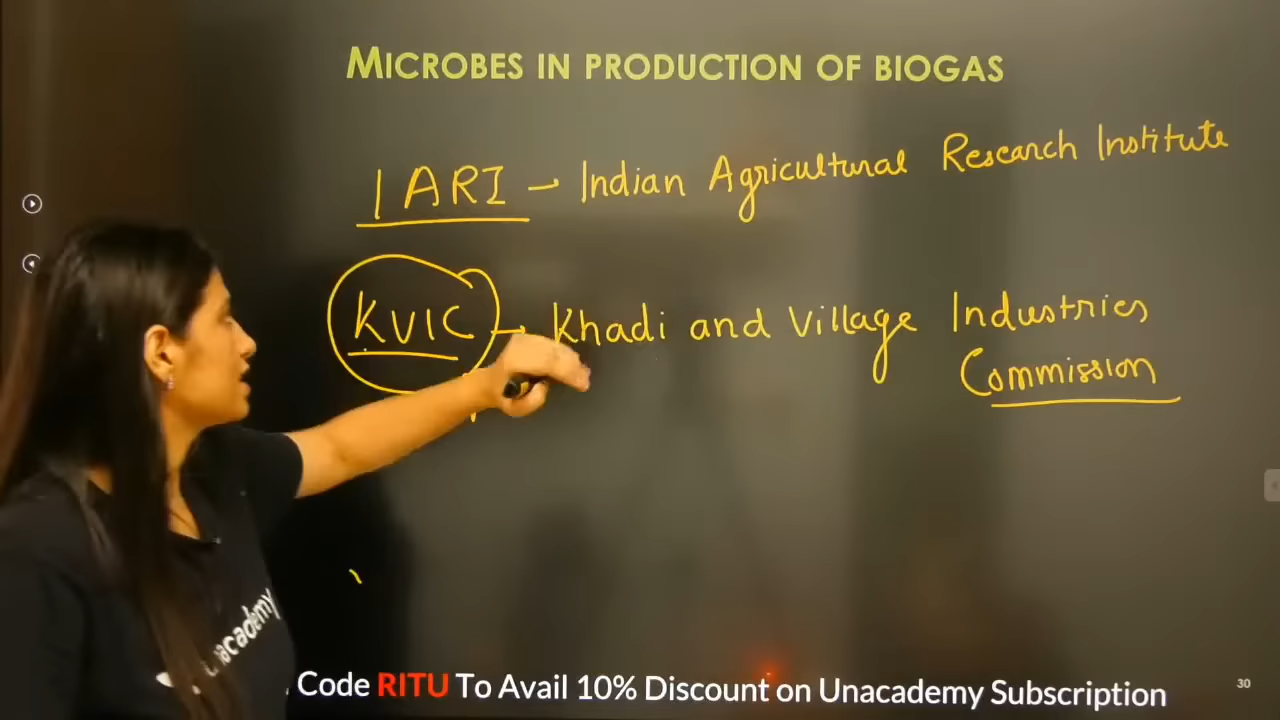 MICROBES IN PRODUCTION OF BIOGAS
IARI – Indian Agricultural Research Institute
KVIC → Khadi and Village Industries
Commission
unacademy
Code RITU To Avail 10% Discount on Unacademy Subscription
30